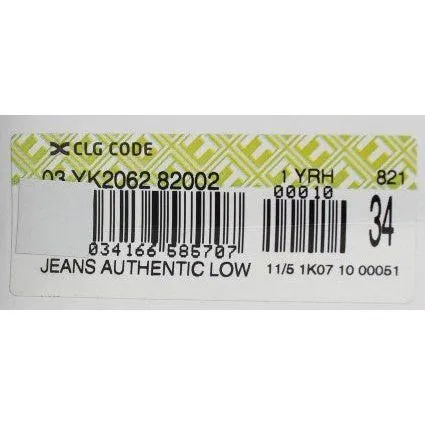 CLG CODE
03 YK2062 82002 1 YRH 821
00010
34
034166 585707
JEANS AUTHENTIC LOW 11/5 1K07 10 00051